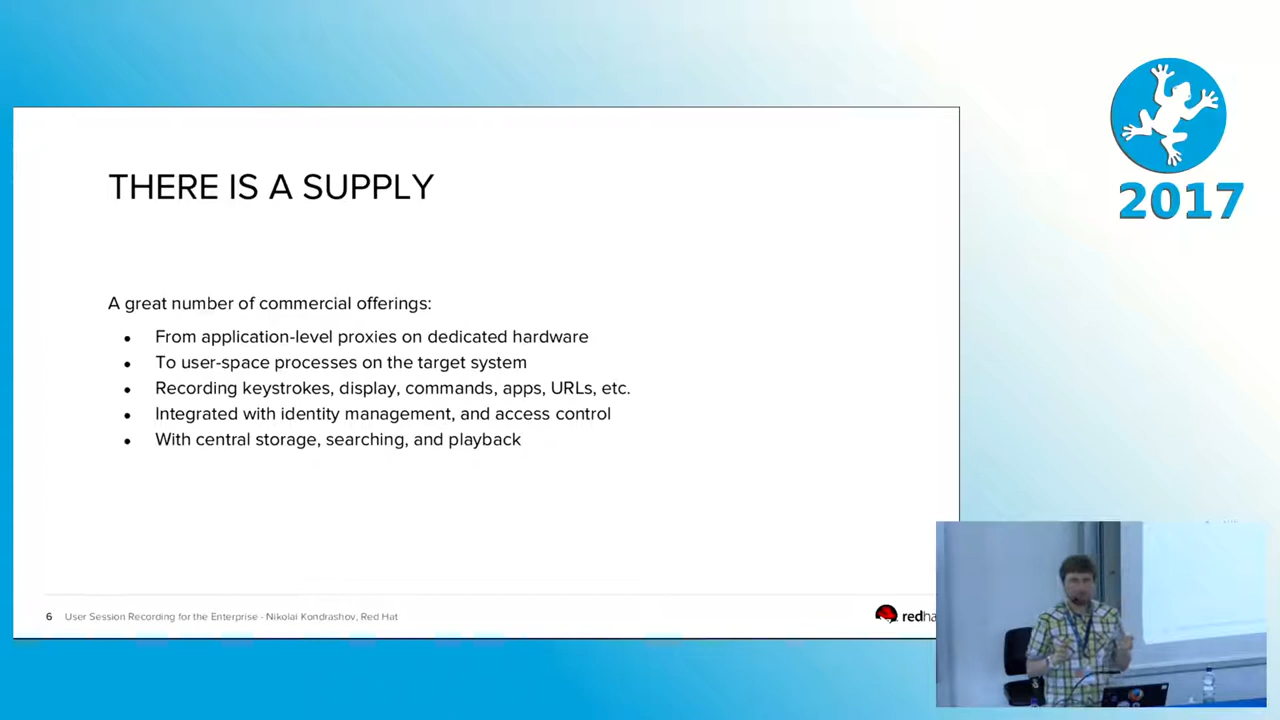 2017
THERE IS A SUPPLY
A great number of commercial offerings:
● From application-level proxies on dedicated hardware
● To user-space processes on the target system
● Recording keystrokes, display, commands, apps, URLs, etc.
● Integrated with identity management, and access control
● With central storage, searching, and playback
6 User Session Recording for the Enterprise - Nikolai Kondrashov, Red Hat
redha